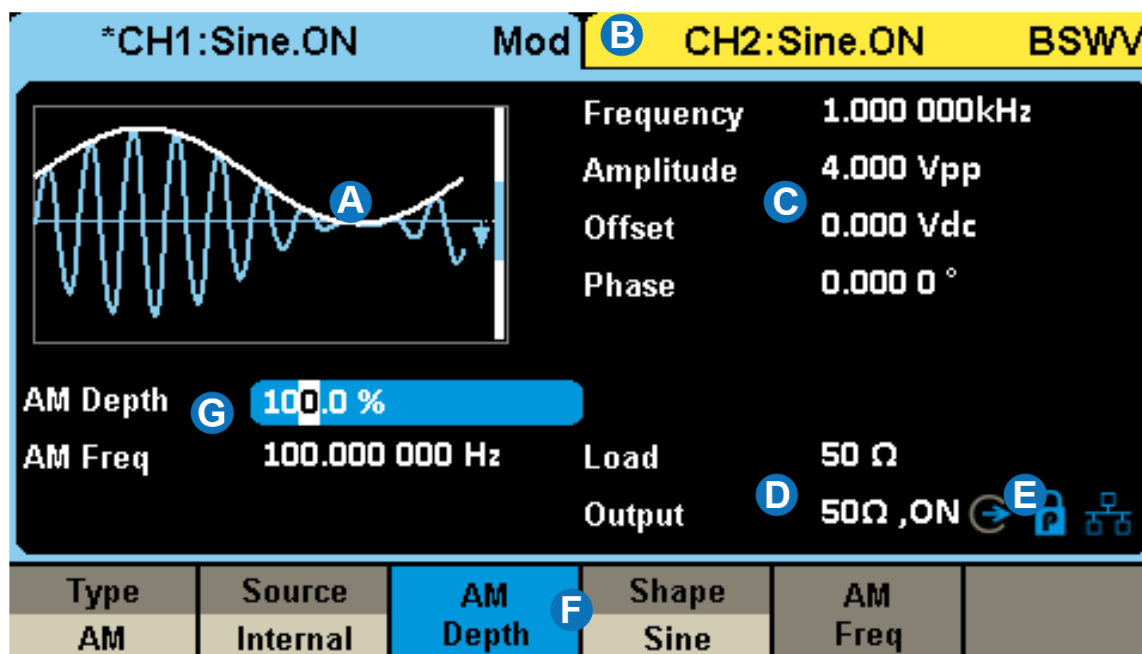 *CH1:Sine.ON Mod B CH2:Sine.ON BSWV
A
Frequency 1.000 000kHz
Amplitude 4.000 Vpp
C
Offset 0.000 Vdc
Phase 0.000 0 °
AM Depth G 100.0 %
AM Freq 100.000 000 Hz
Load 50 Ω
Output D 50Ω ,ON E P
Type Source AM Depth F Shape AM Freq
AM Internal Sine